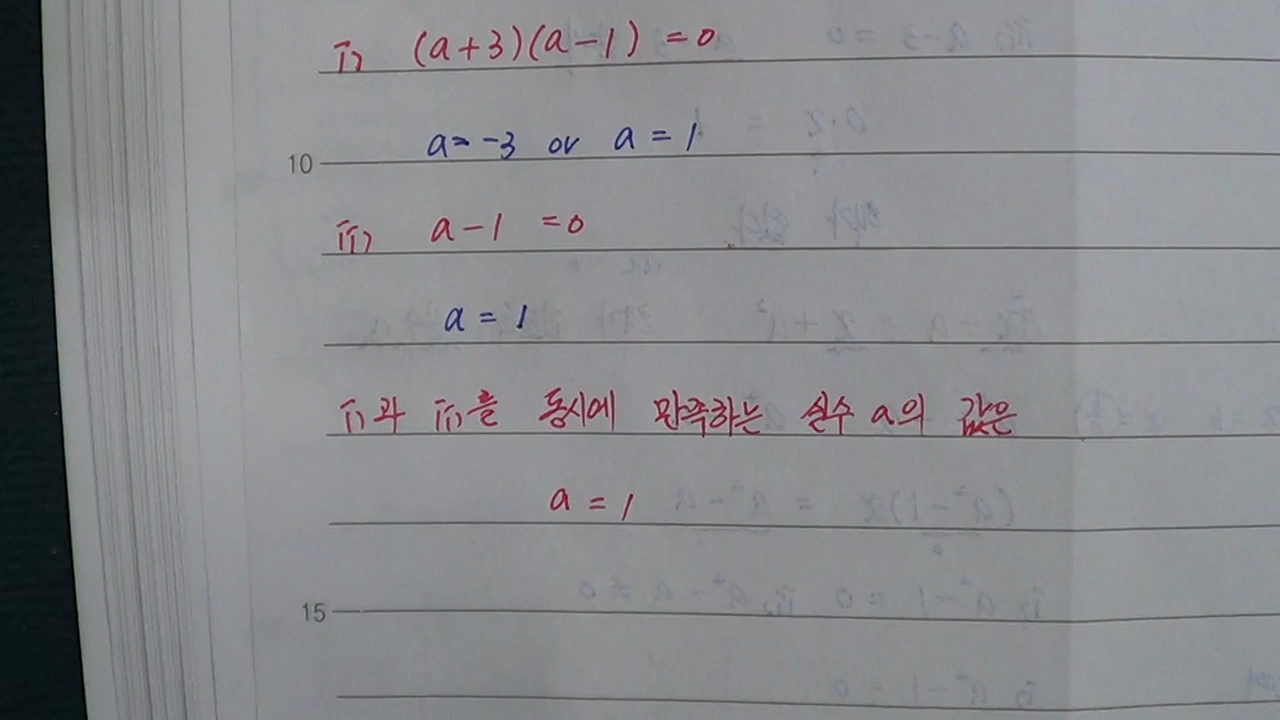 i) (a+3)(a-1) = 0
a = -3 or a = 1
10
ii) a-1 = 0
a = 1
i)과 ii)을 동시에 만족하는 실수 a의 값은
a = 1
15